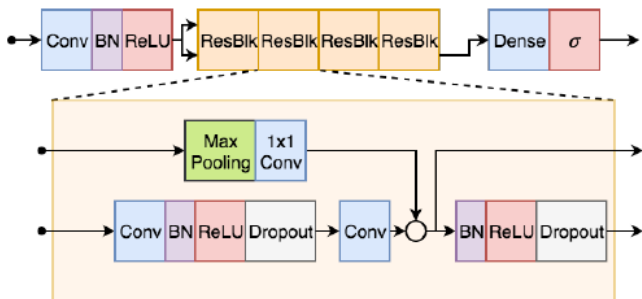 Conv BN ReLU ResBlk ResBlk ResBlk ResBlk Dense σ
Max Pooling 1x1 Conv
Conv BN ReLU Dropout Conv BN ReLU Dropout